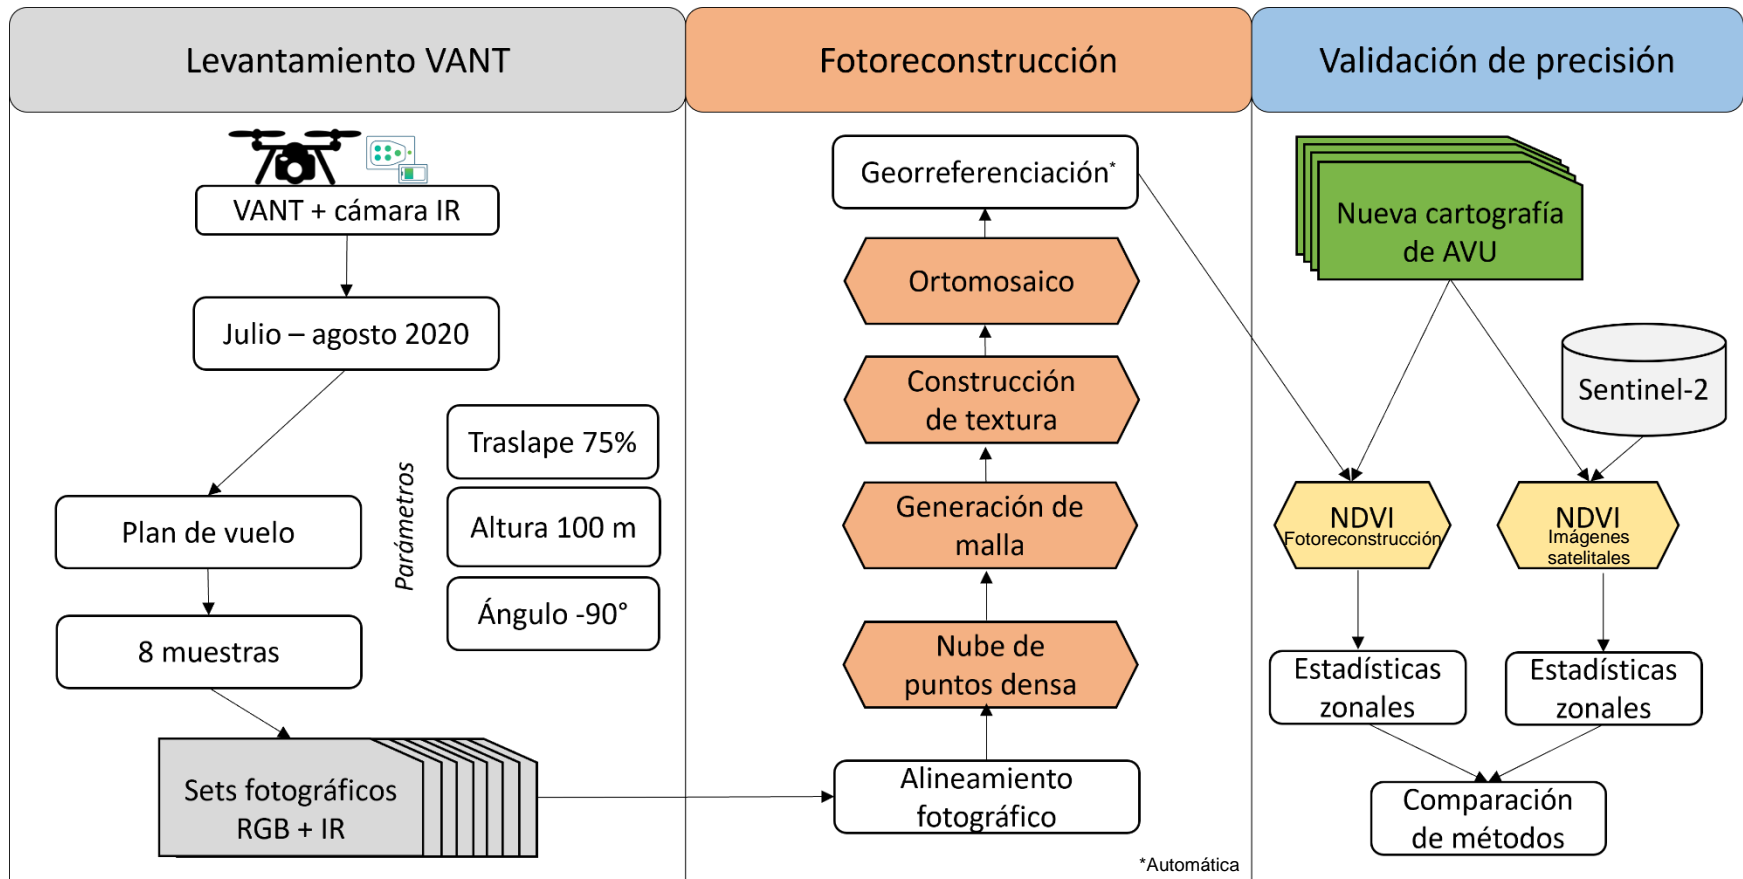 Levantamiento VANT
VANT + cámara IR
Julio – agosto 2020
Plan de vuelo
8 muestras
Parámetros
Traslape 75%
Altura 100 m
Ángulo -90°
Sets fotográficos
RGB + IR
Fotoreconstrucción
Georreferenciación*
Ortomosaico
Construcción
de textura
Generación de
malla
Nube de
puntos densa
Alineamiento
fotográfico
*Automática
Validación de precisión
Nueva cartografía
de AVU
Sentinel-2
NDVI
Fotoreconstrucción
NDVI
Imágenes
satelitales
Estadísticas
zonales
Estadísticas
zonales
Comparación
de métodos